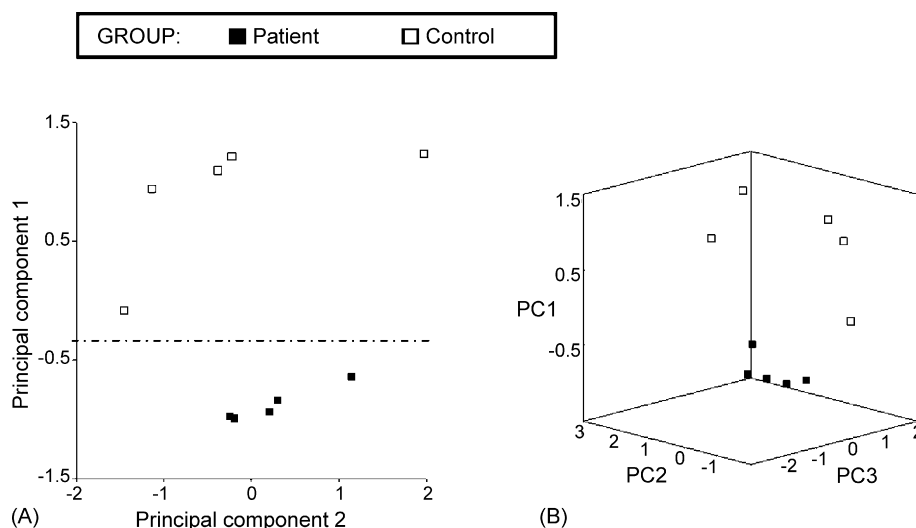 GROUP: Patient Control
1.5
0.5
-0.5
-1.5
-2 -1 0 1 2
Principal component 1
Principal component 2
(A)
1.5
0.5
-0.5
PC1
3 2 1 0 -1
PC2
-2 -1 0 1 2
PC3
(B)